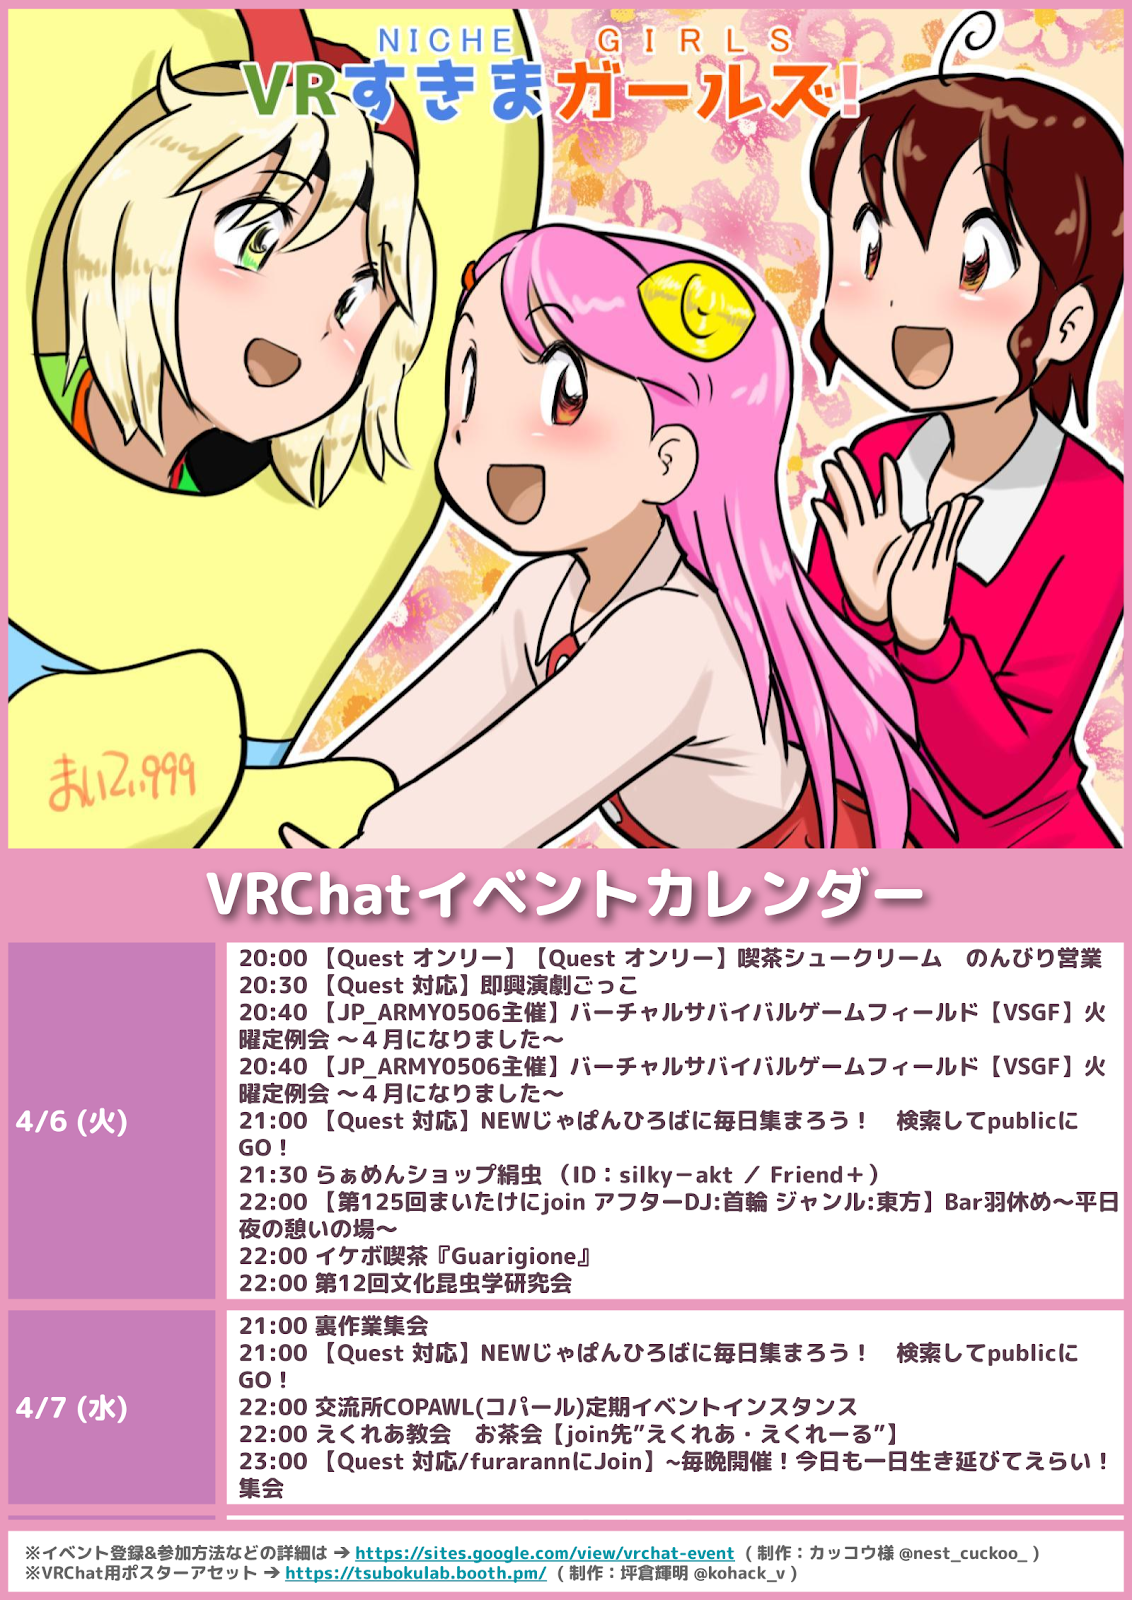 NICHE GIRLS
VRすきまガールズ!
まいてぃ999
VRChatイベントカレンダー
4/6 (火)
20:00 【Quest オンリー】【Quest オンリー】喫茶シュークリーム　のんびり営業
20:30 【Quest 対応】即興演劇ごっこ
20:40 【JP_ARMY0506主催】バーチャルサバイバルゲームフィールド【VSGF】火
曜定例会 ～４月になりました～
20:40 【JP_ARMY0506主催】バーチャルサバイバルゲームフィールド【VSGF】火
曜定例会 ～４月になりました～
21:00 【Quest 対応】NEWじゃぱんひろばに毎日集まろう！　検索してpublicに
GO！
21:30 らぁめんショップ絹虫 （ID：silky－akt ／ Friend＋）
22:00 【第125回まいたけにjoin アフターDJ:首輪 ジャンル:東方】Bar羽休め～平日
夜の憩いの場～
22:00 イケボ喫茶『Guarigione』
22:00 第12回文化昆虫学研究会
4/7 (水)
21:00 裏作業集会
21:00 【Quest 対応】NEWじゃぱんひろばに毎日集まろう！　検索してpublicに
GO！
22:00 交流所COPAWL(コパール)定期イベントインスタンス
22:00 えくれあ教会　お茶会【join先”えくれあ・えくれーる”】
23:00 【Quest 対応/furarannにJoin】~毎晩開催！今日も一日生き延びてえらい！
集会
※イベント登録&参加方法などの詳細は → https://sites.google.com/view/vrchat-event （制作：カッコウ様 @nest_cuckoo_ ）
※VRChat用ポスターアセット → https://tsubokulab.booth.pm/ （制作：坪倉輝明 @kohack_v ）